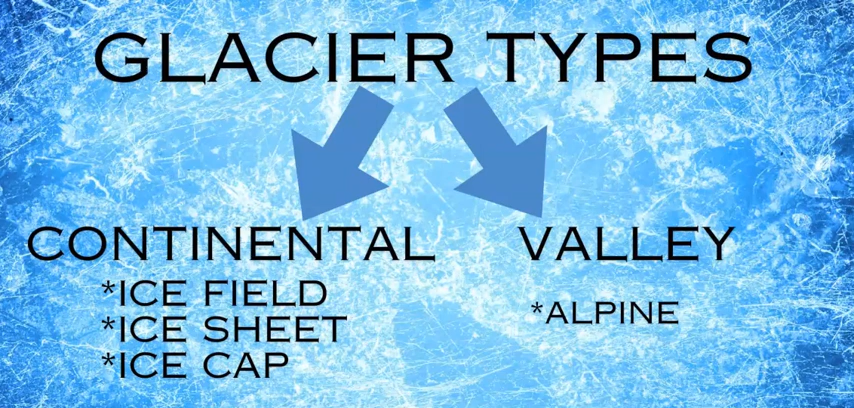 GLACIER TYPES
CONTINENTAL
*ICE FIELD
*ICE SHEET
*ICE CAP
VALLEY
*ALPINE